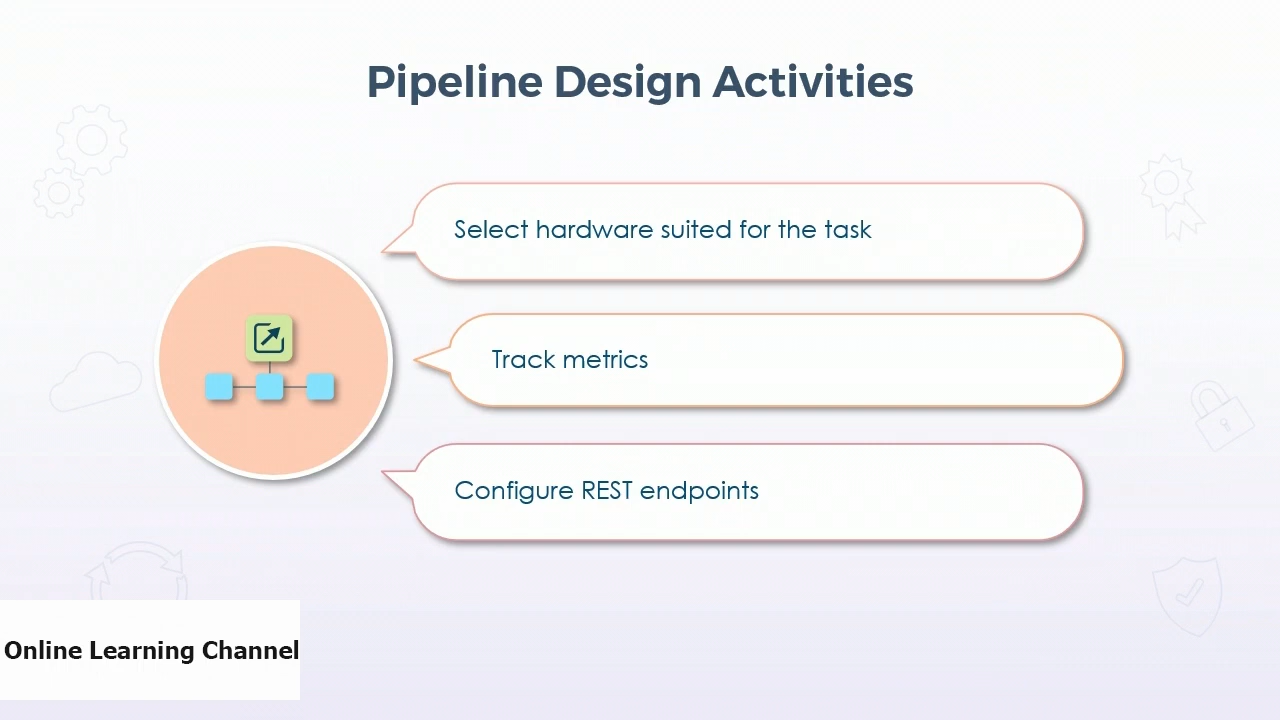 Pipeline Design Activities
Select hardware suited for the task
Track metrics
Configure REST endpoints
Online Learning Channel